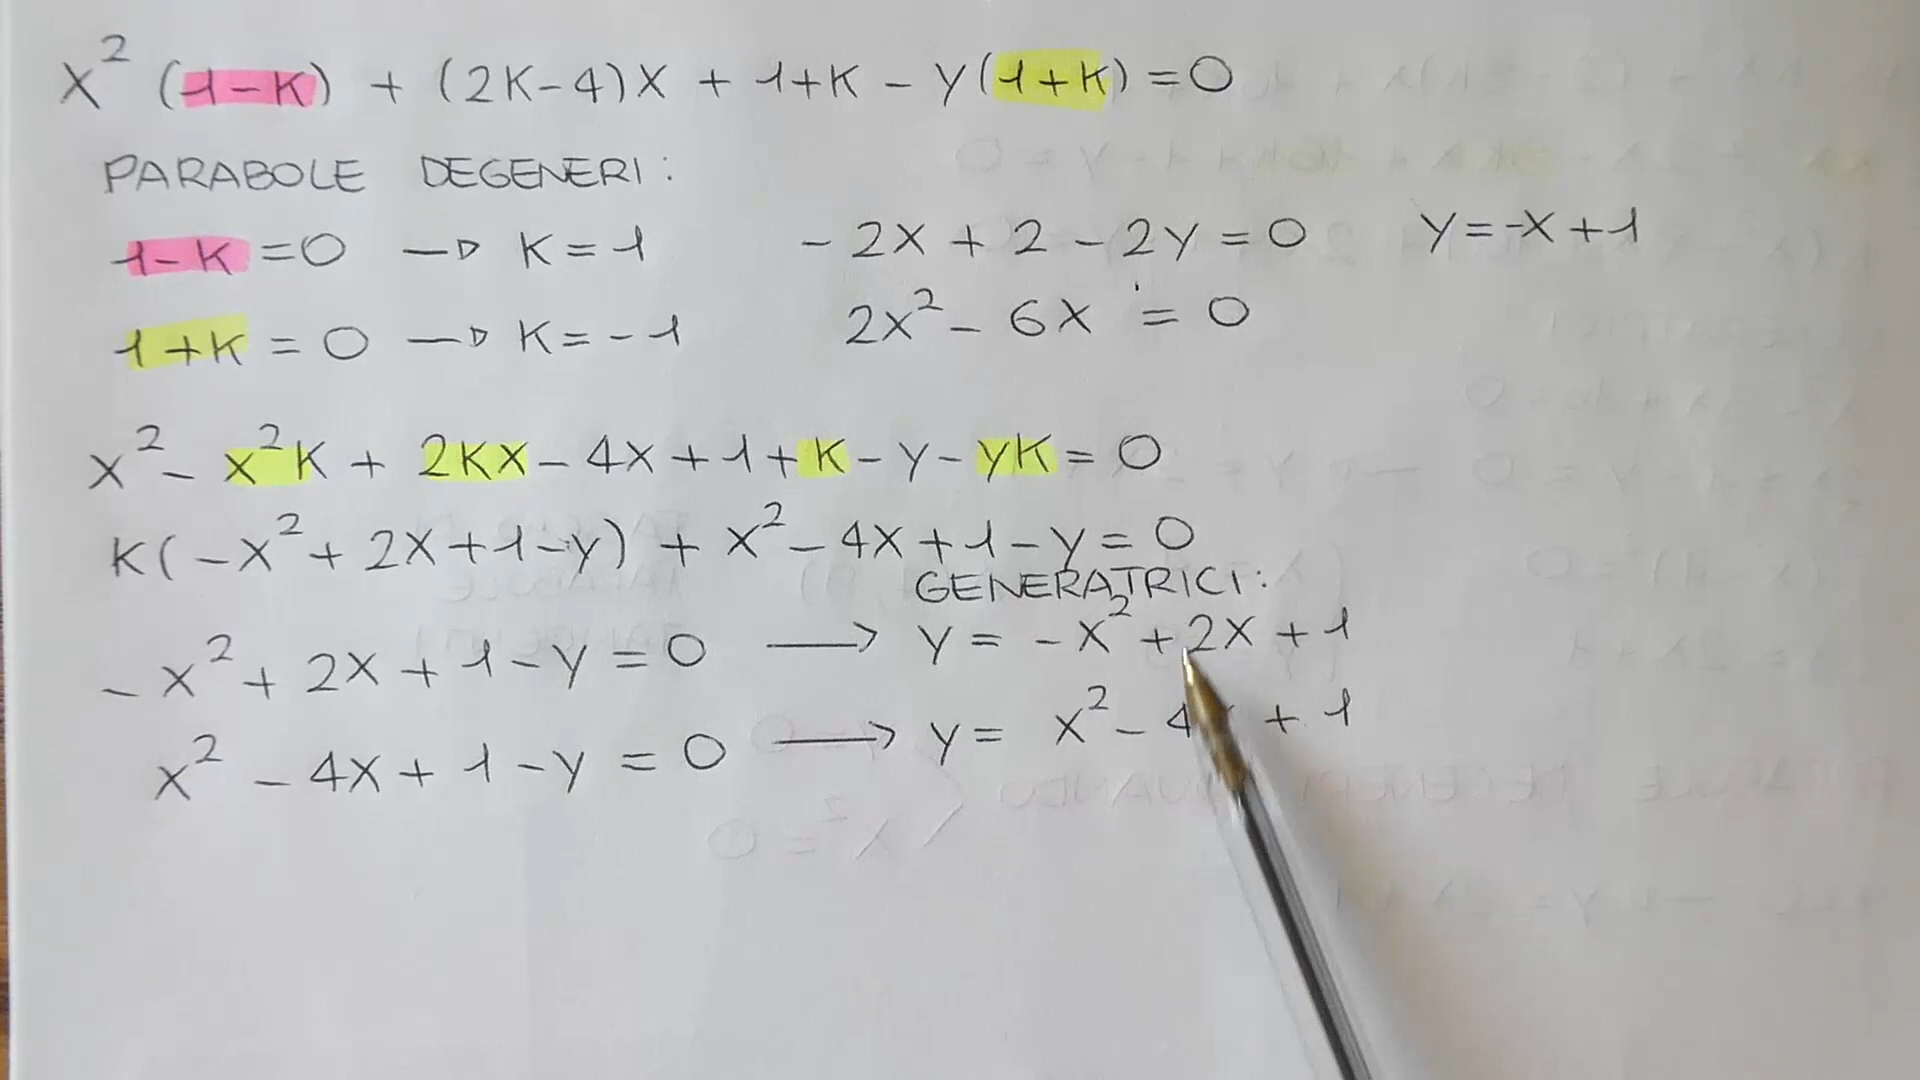 x² (1-K) + (2K-4)x + 1+K - y(1+K) = 0
PARABOLE DEGENERI:
1-K = 0 → K = 1 -2x + 2 - 2y = 0 y = -x + 1
1+K = 0 → K = -1 2x² - 6x = 0
x² - x²K + 2Kx - 4x + 1 + K - y - yK = 0
K(-x² + 2x + 1 - y) + x² - 4x + 1 - y = 0
GENERATRICI:
-x² + 2x + 1 - y = 0 → y = -x² + 2x + 1
x² - 4x + 1 - y = 0 → y = x² - 4x + 1